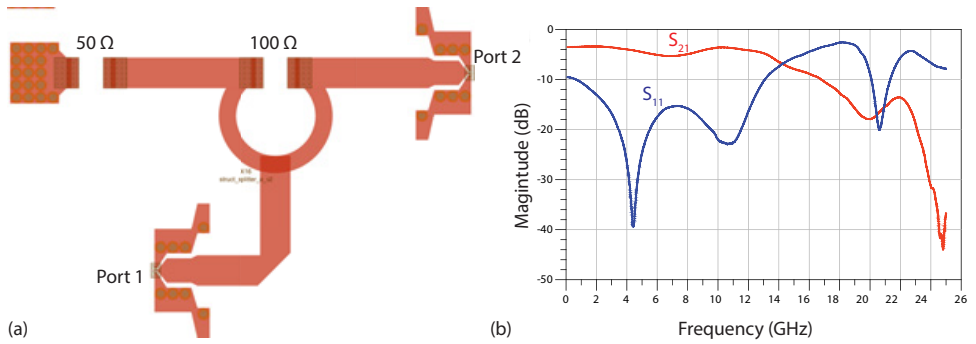 50 Ω
100 Ω
Port 2
Port 1
(a)
S21
S11
Magintude (dB)
0
-10
-20
-30
-40
-50
0 2 4 6 8 10 12 14 16 18 20 22 24 26
Frequency (GHz)
(b)